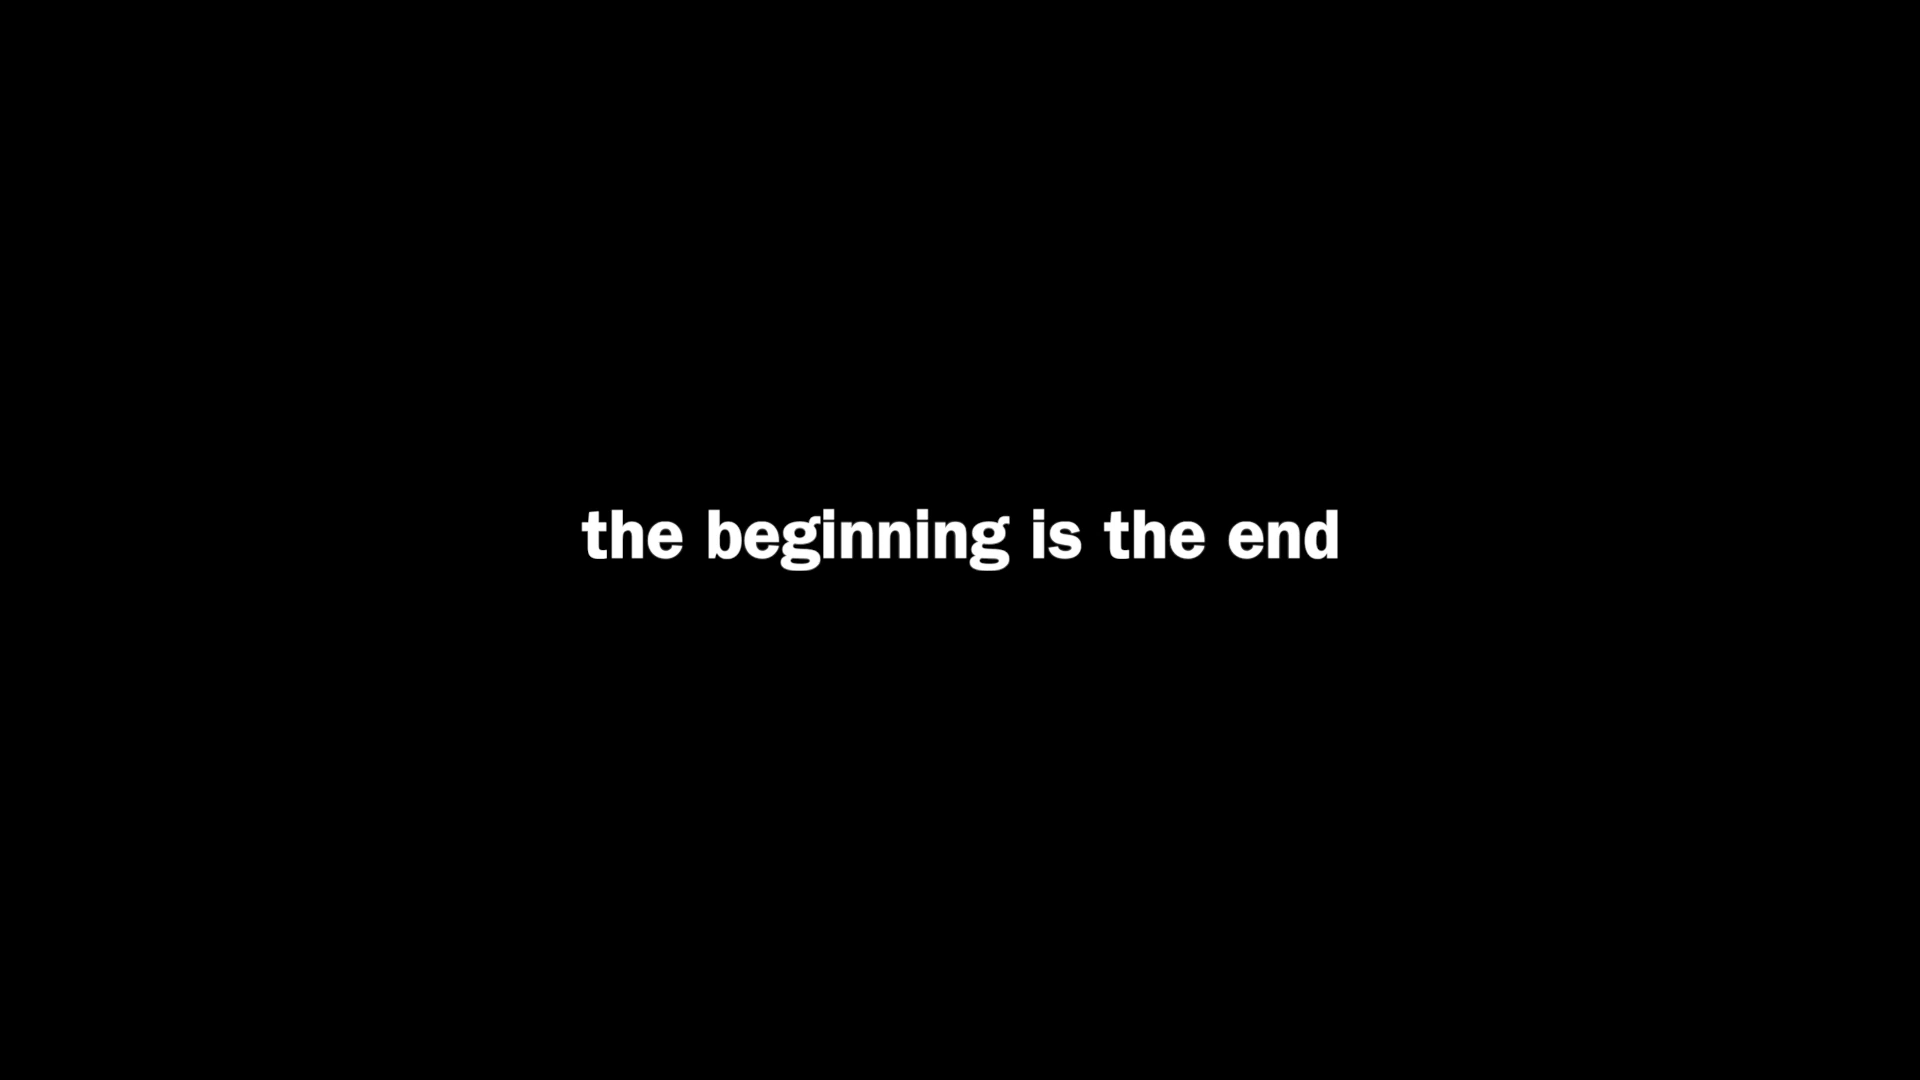 the beginning is the end